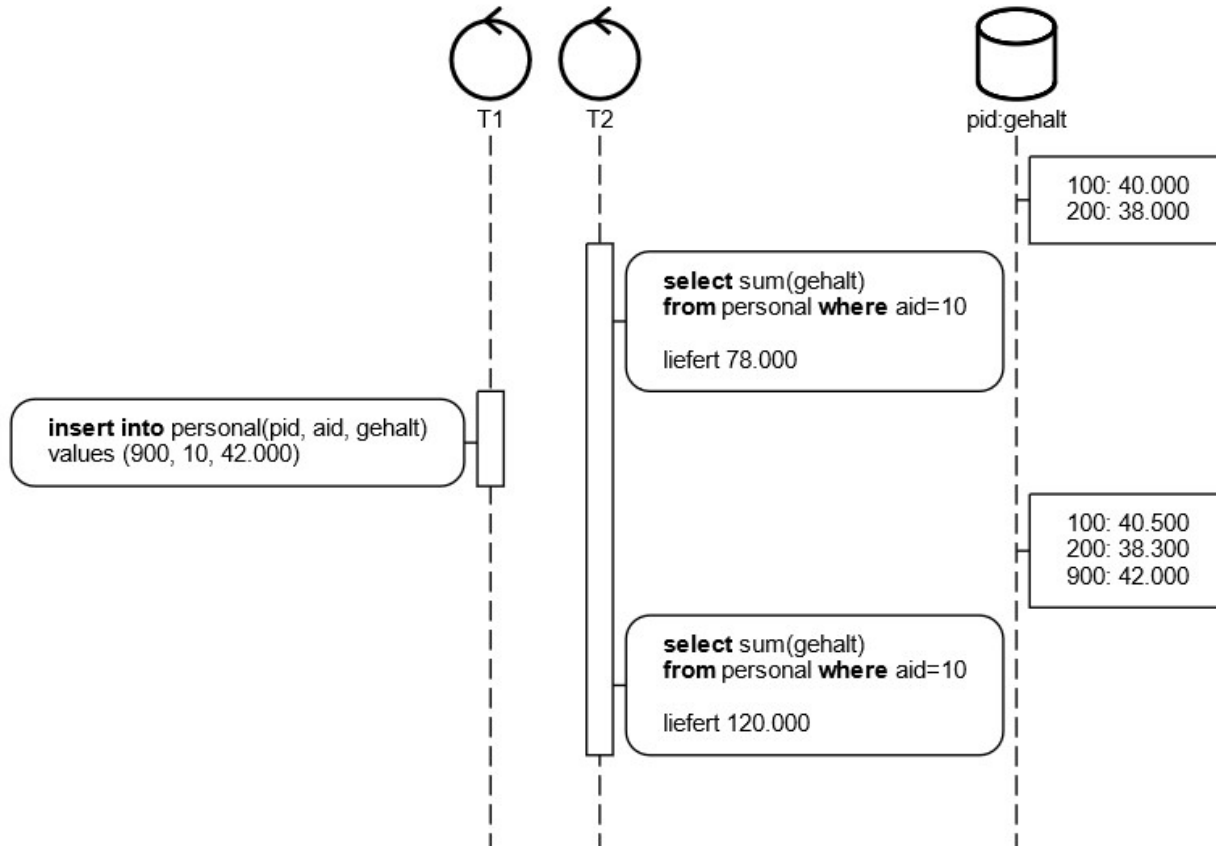 T1
T2
pid:gehalt
100: 40.000
200: 38.000
select sum(gehalt)
from personal where aid=10
liefert 78.000
insert into personal(pid, aid, gehalt)
values (900, 10, 42.000)
100: 40.500
200: 38.300
900: 42.000
select sum(gehalt)
from personal where aid=10
liefert 120.000